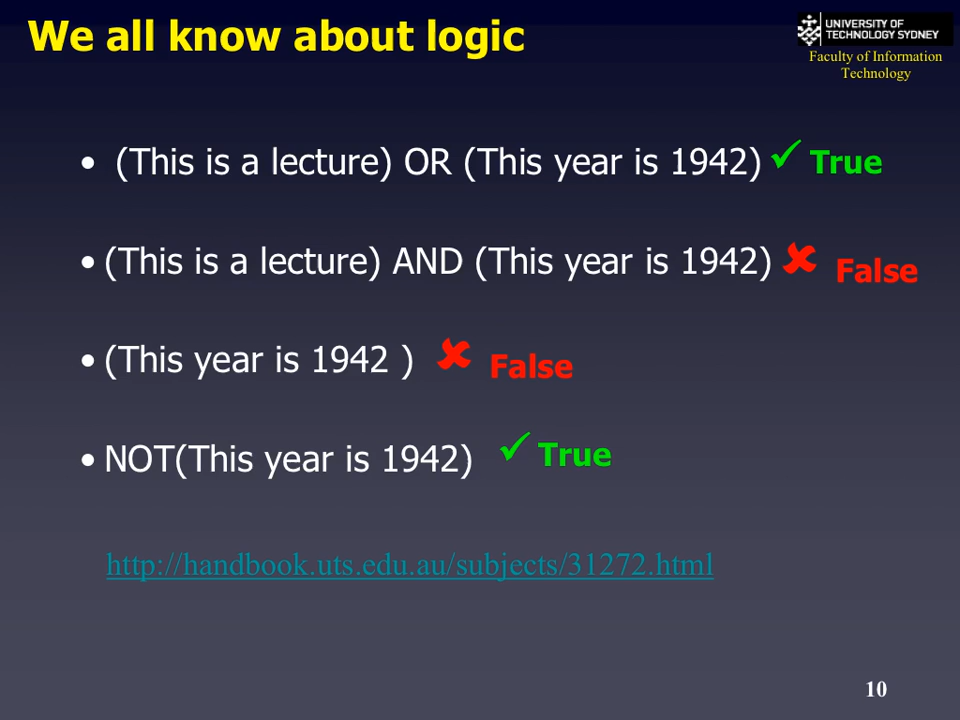 We all know about logic
UNIVERSITY OF
TECHNOLOGY SYDNEY
Faculty of Information
Technology
• (This is a lecture) OR (This year is 1942) ✓ True
• (This is a lecture) AND (This year is 1942) ✘ False
• (This year is 1942 ) ✘ False
• NOT(This year is 1942) ✓ True
http://handbook.uts.edu.au/subjects/31272.html
10